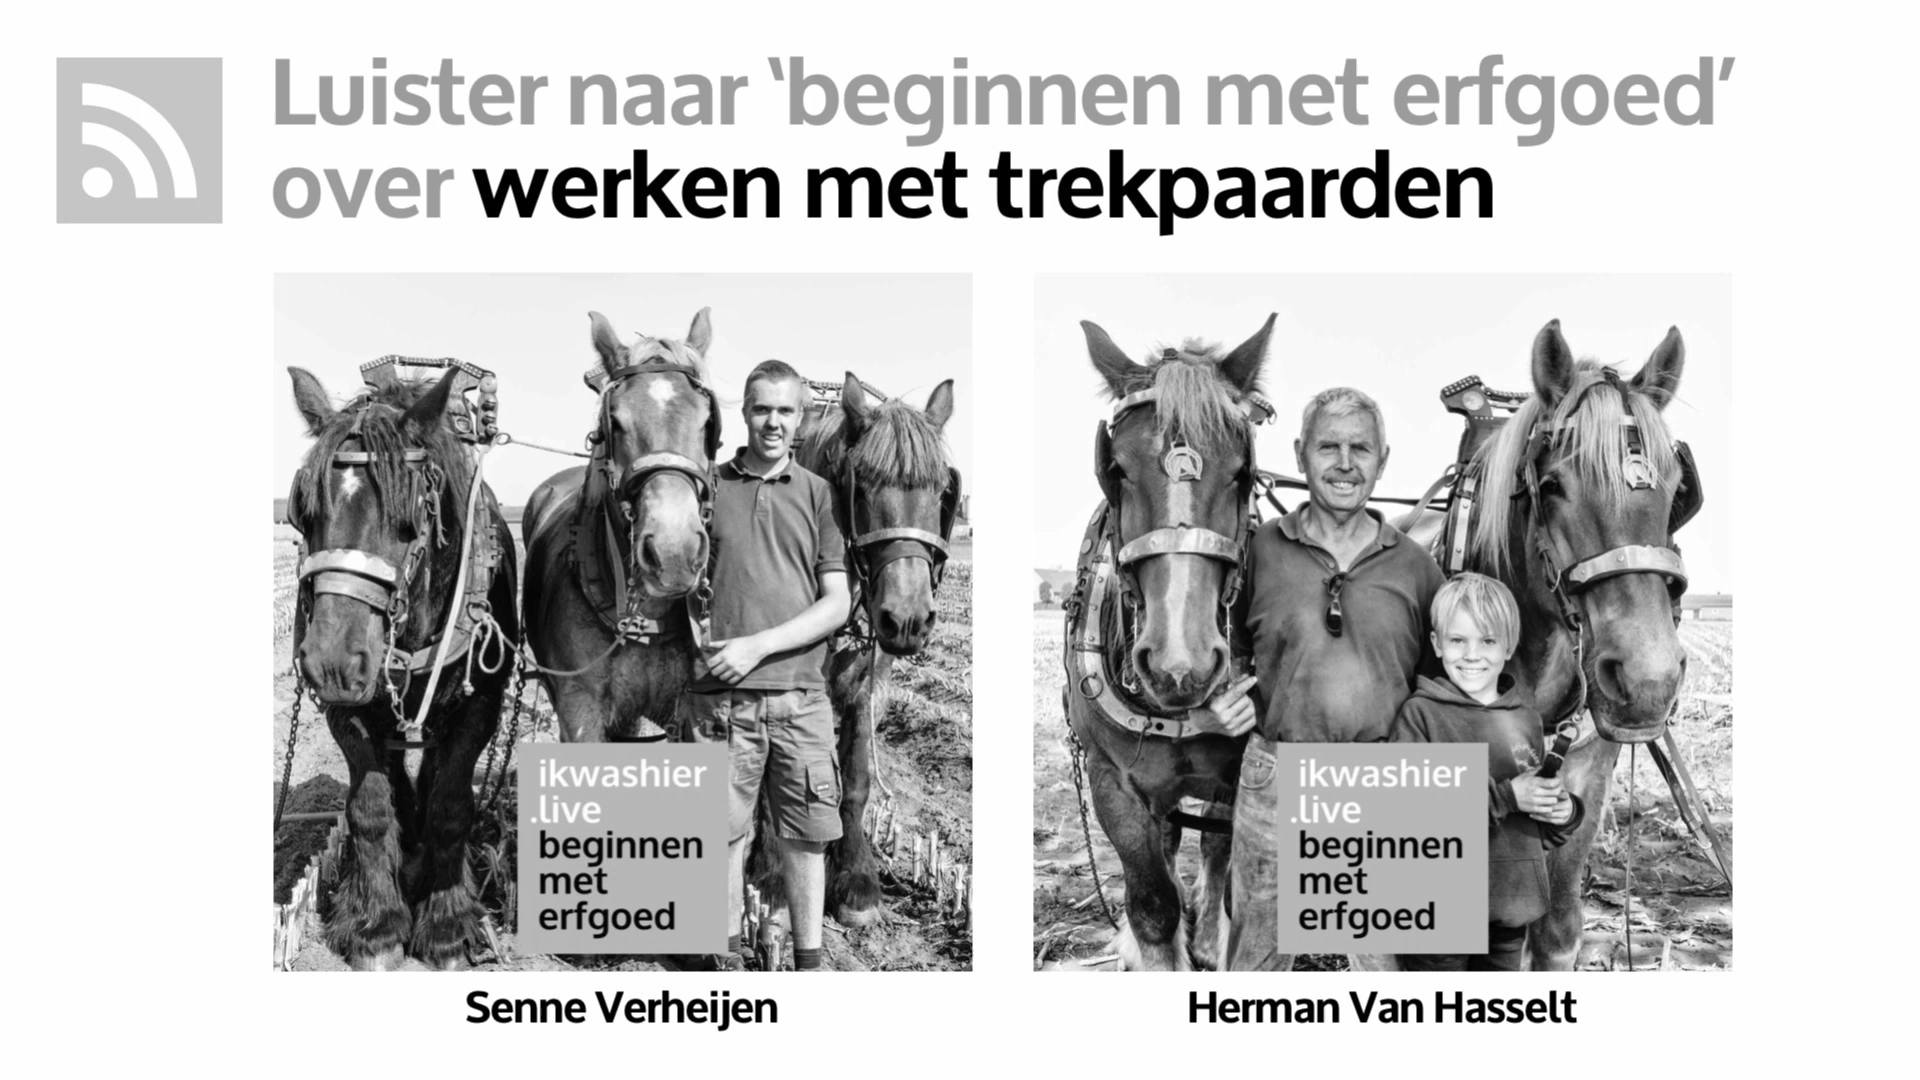 Luister naar ‘beginnen met erfgoed’
over werken met trekpaarden
ikwashier
.live
beginnen
met
erfgoed
Senne Verheijen
ikwashier
.live
beginnen
met
erfgoed
Herman Van Hasselt